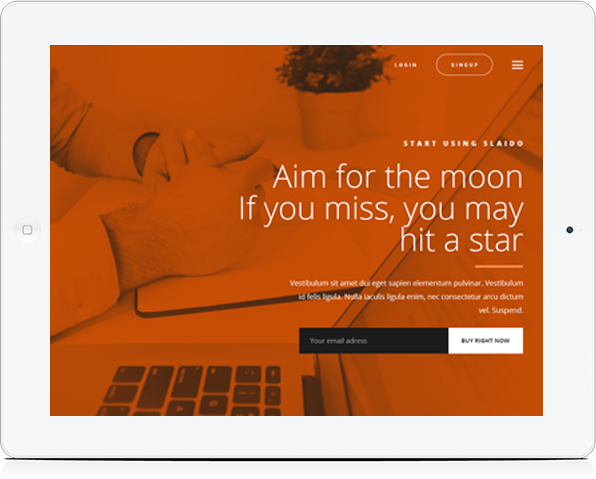 LOGIN
SINGUP
START USING SLAIDO
Aim for the moon
If you miss, you may
hit a star
Vestibulum sit amet dui eget sapien elementum pulvinar. Vestibulum
id felis ligula. Nulla iaculis ligula enim, nec consectetur arcu dictum
vel. Suspend.
Your email adress
BUY RIGHT NOW